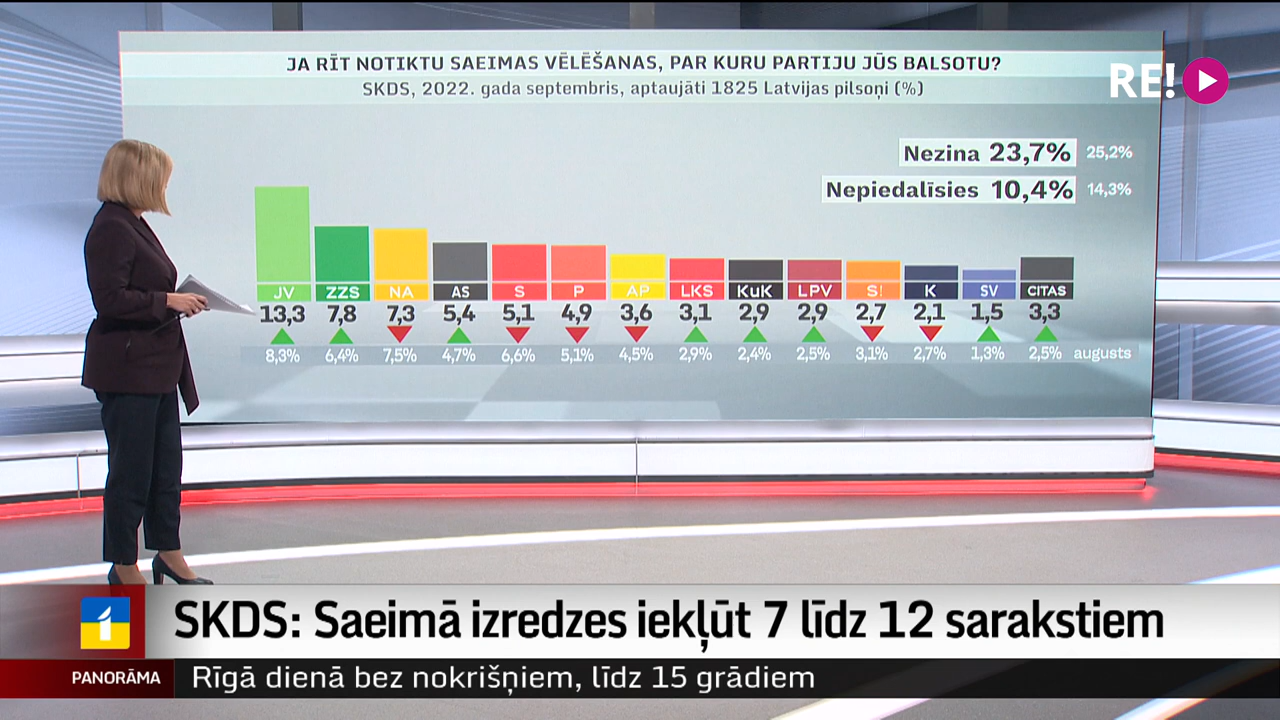 JA RĪT NOTIKTU SAEIMAS VĒLĒŠANAS, PAR KURU PARTIJU JŪS BALSOTU?
SKDS, 2022. gada septembris, aptaujāti 1825 Latvijas pilsoņi (%)
RE!
Nezina 23,7% 25,2%
Nepiedalīsies 10,4% 14,3%
JV ZZS NA AS S P AP LKS KuK LPV S! K SV CITAS
13,3 7,8 7,3 5,4 5,1 4,9 3,6 3,1 2,9 2,9 2,7 2,1 1,5 3,3
8,3% 6,4% 7,5% 4,7% 6,6% 5,1% 4,5% 2,9% 2,4% 2,5% 3,1% 2,7% 1,3% 2,5% augusts
1
SKDS: Saeimā izredzes iekļūt 7 līdz 12 sarakstiem
PANORĀMA
Rīgā dienā bez nokrišņiem, līdz 15 grādiem